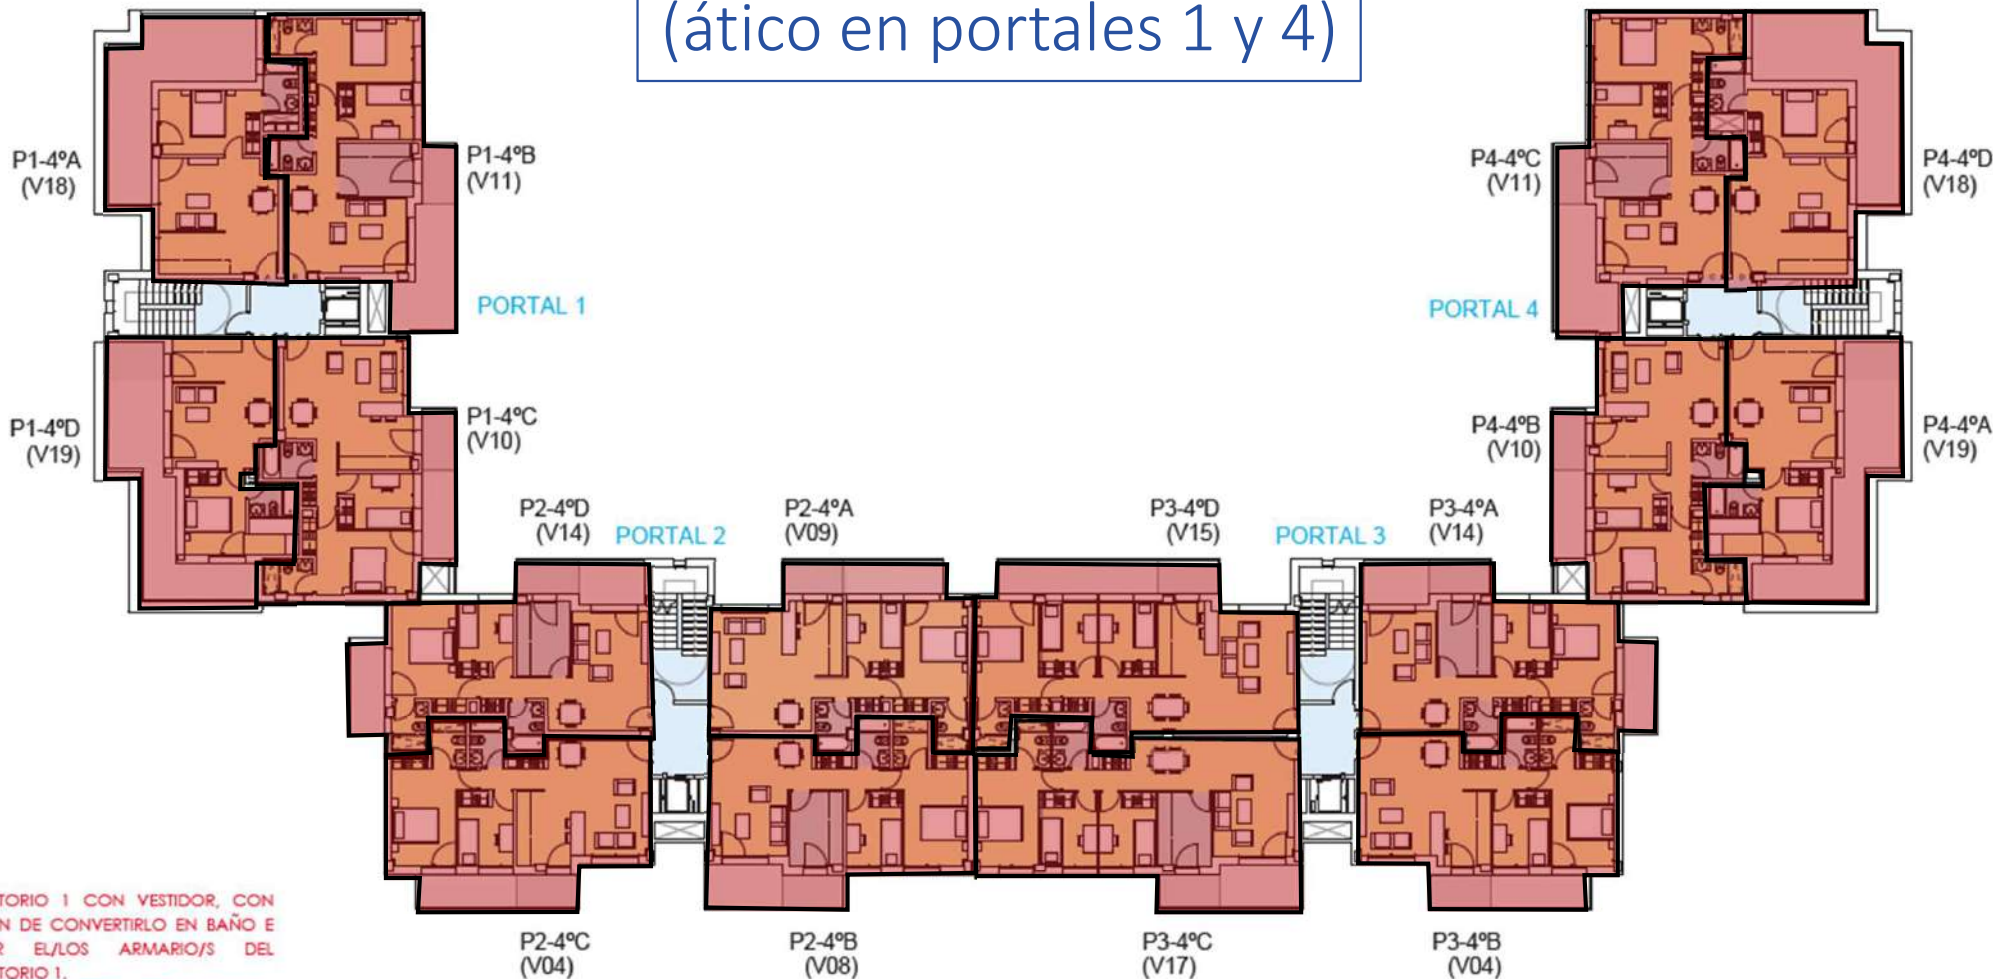 (ático en portales 1 y 4)
P1-4ºA
(V18)
P1-4ºB
(V11)
P4-4ºC
(V11)
P4-4ºD
(V18)
PORTAL 1
PORTAL 4
P1-4ºD
(V19)
P1-4ºC
(V10)
P4-4ºB
(V10)
P4-4ºA
(V19)
P2-4ºD
(V14)
PORTAL 2
P2-4ºA
(V09)
P3-4ºD
(V15)
PORTAL 3
P3-4ºA
(V14)
TORIO 1 CON VESTIDOR, CON
N DE CONVERTIRLO EN BAÑO E
R EL/LOS ARMARIO/S DEL
TORIO 1.
P2-4ºC
(V04)
P2-4ºB
(V08)
P3-4ºC
(V17)
P3-4ºB
(V04)